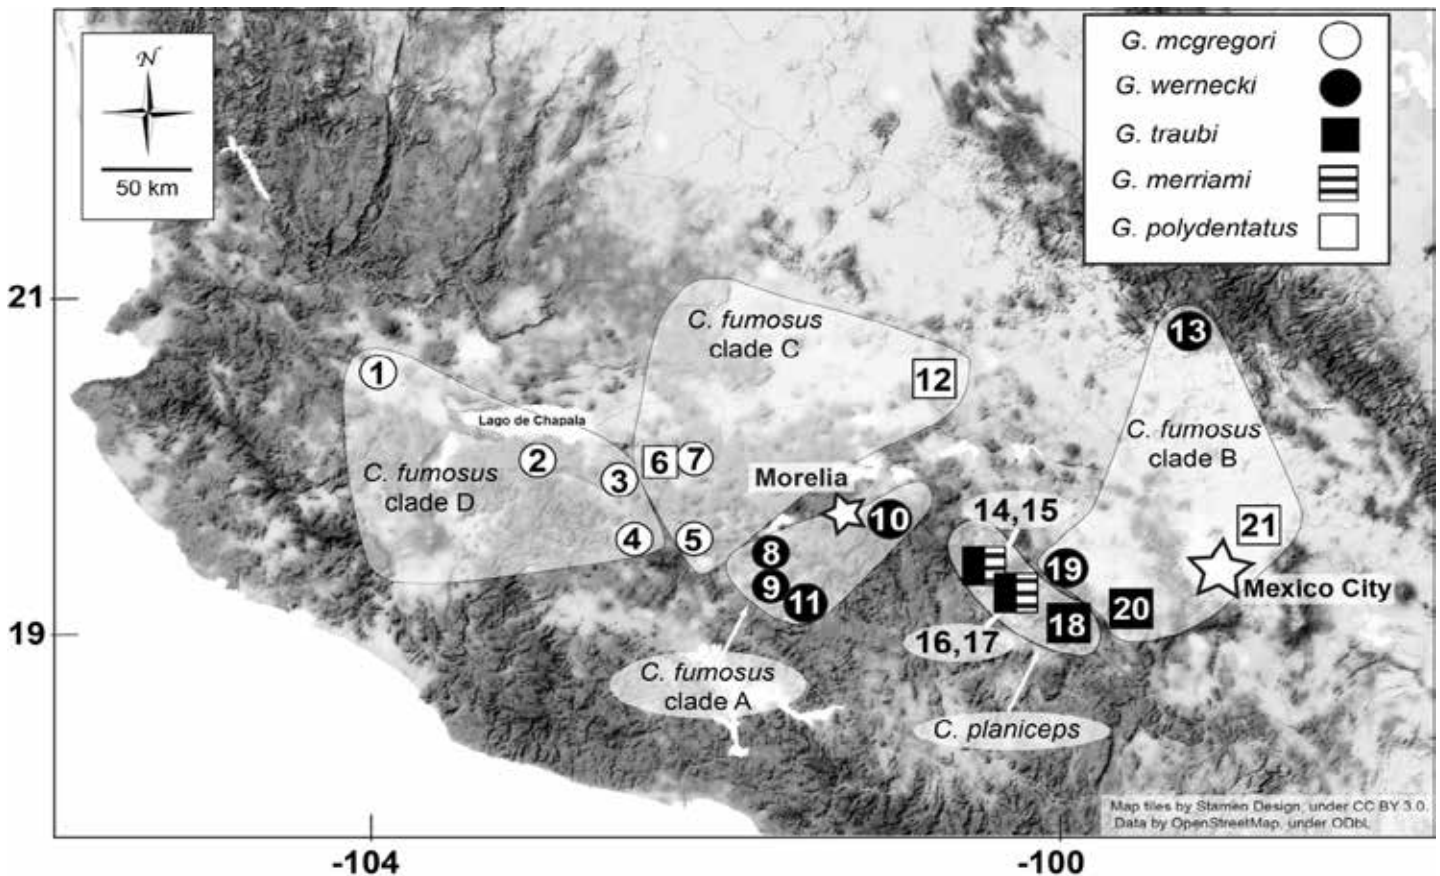 N
50 km
G. mcgregori
G. wernecki
G. traubi
G. merriami
G. polydentatus
21
19
-104
-100
C. fumosus
clade C
1
12
13
Lago de Chapala
C. fumosus
clade B
2
3
6
7
C. fumosus
clade D
Morelia
4
5
8
9
10
11
14,15
19
21
Mexico City
20
18
16,17
C. fumosus
clade A
C. planiceps
Map tiles by Stamen Design, under CC BY 3.0.
Data by OpenStreetMap, under ODbL